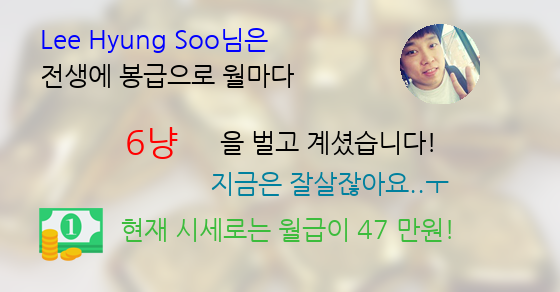 Lee Hyung Soo님은
전생에 봉급으로 월마다
6냥 을 벌고 계셨습니다!
지금은 잘살잖아요..ㅜ
1
현재 시세로는 월급이 47 만원!